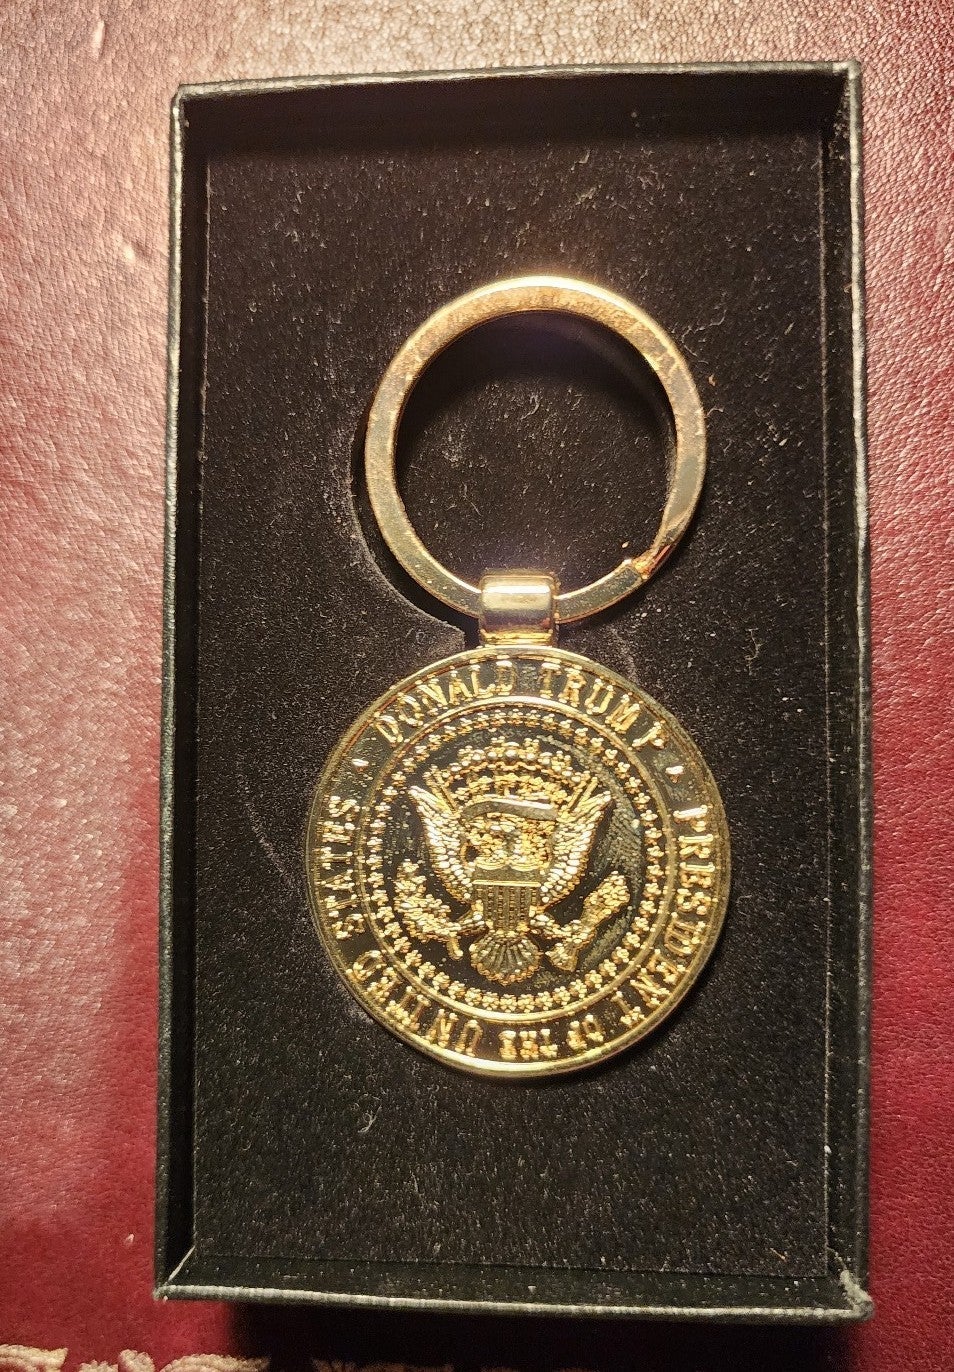 DONALD TRUMP
PRESIDENT OF THE UNITED STATES